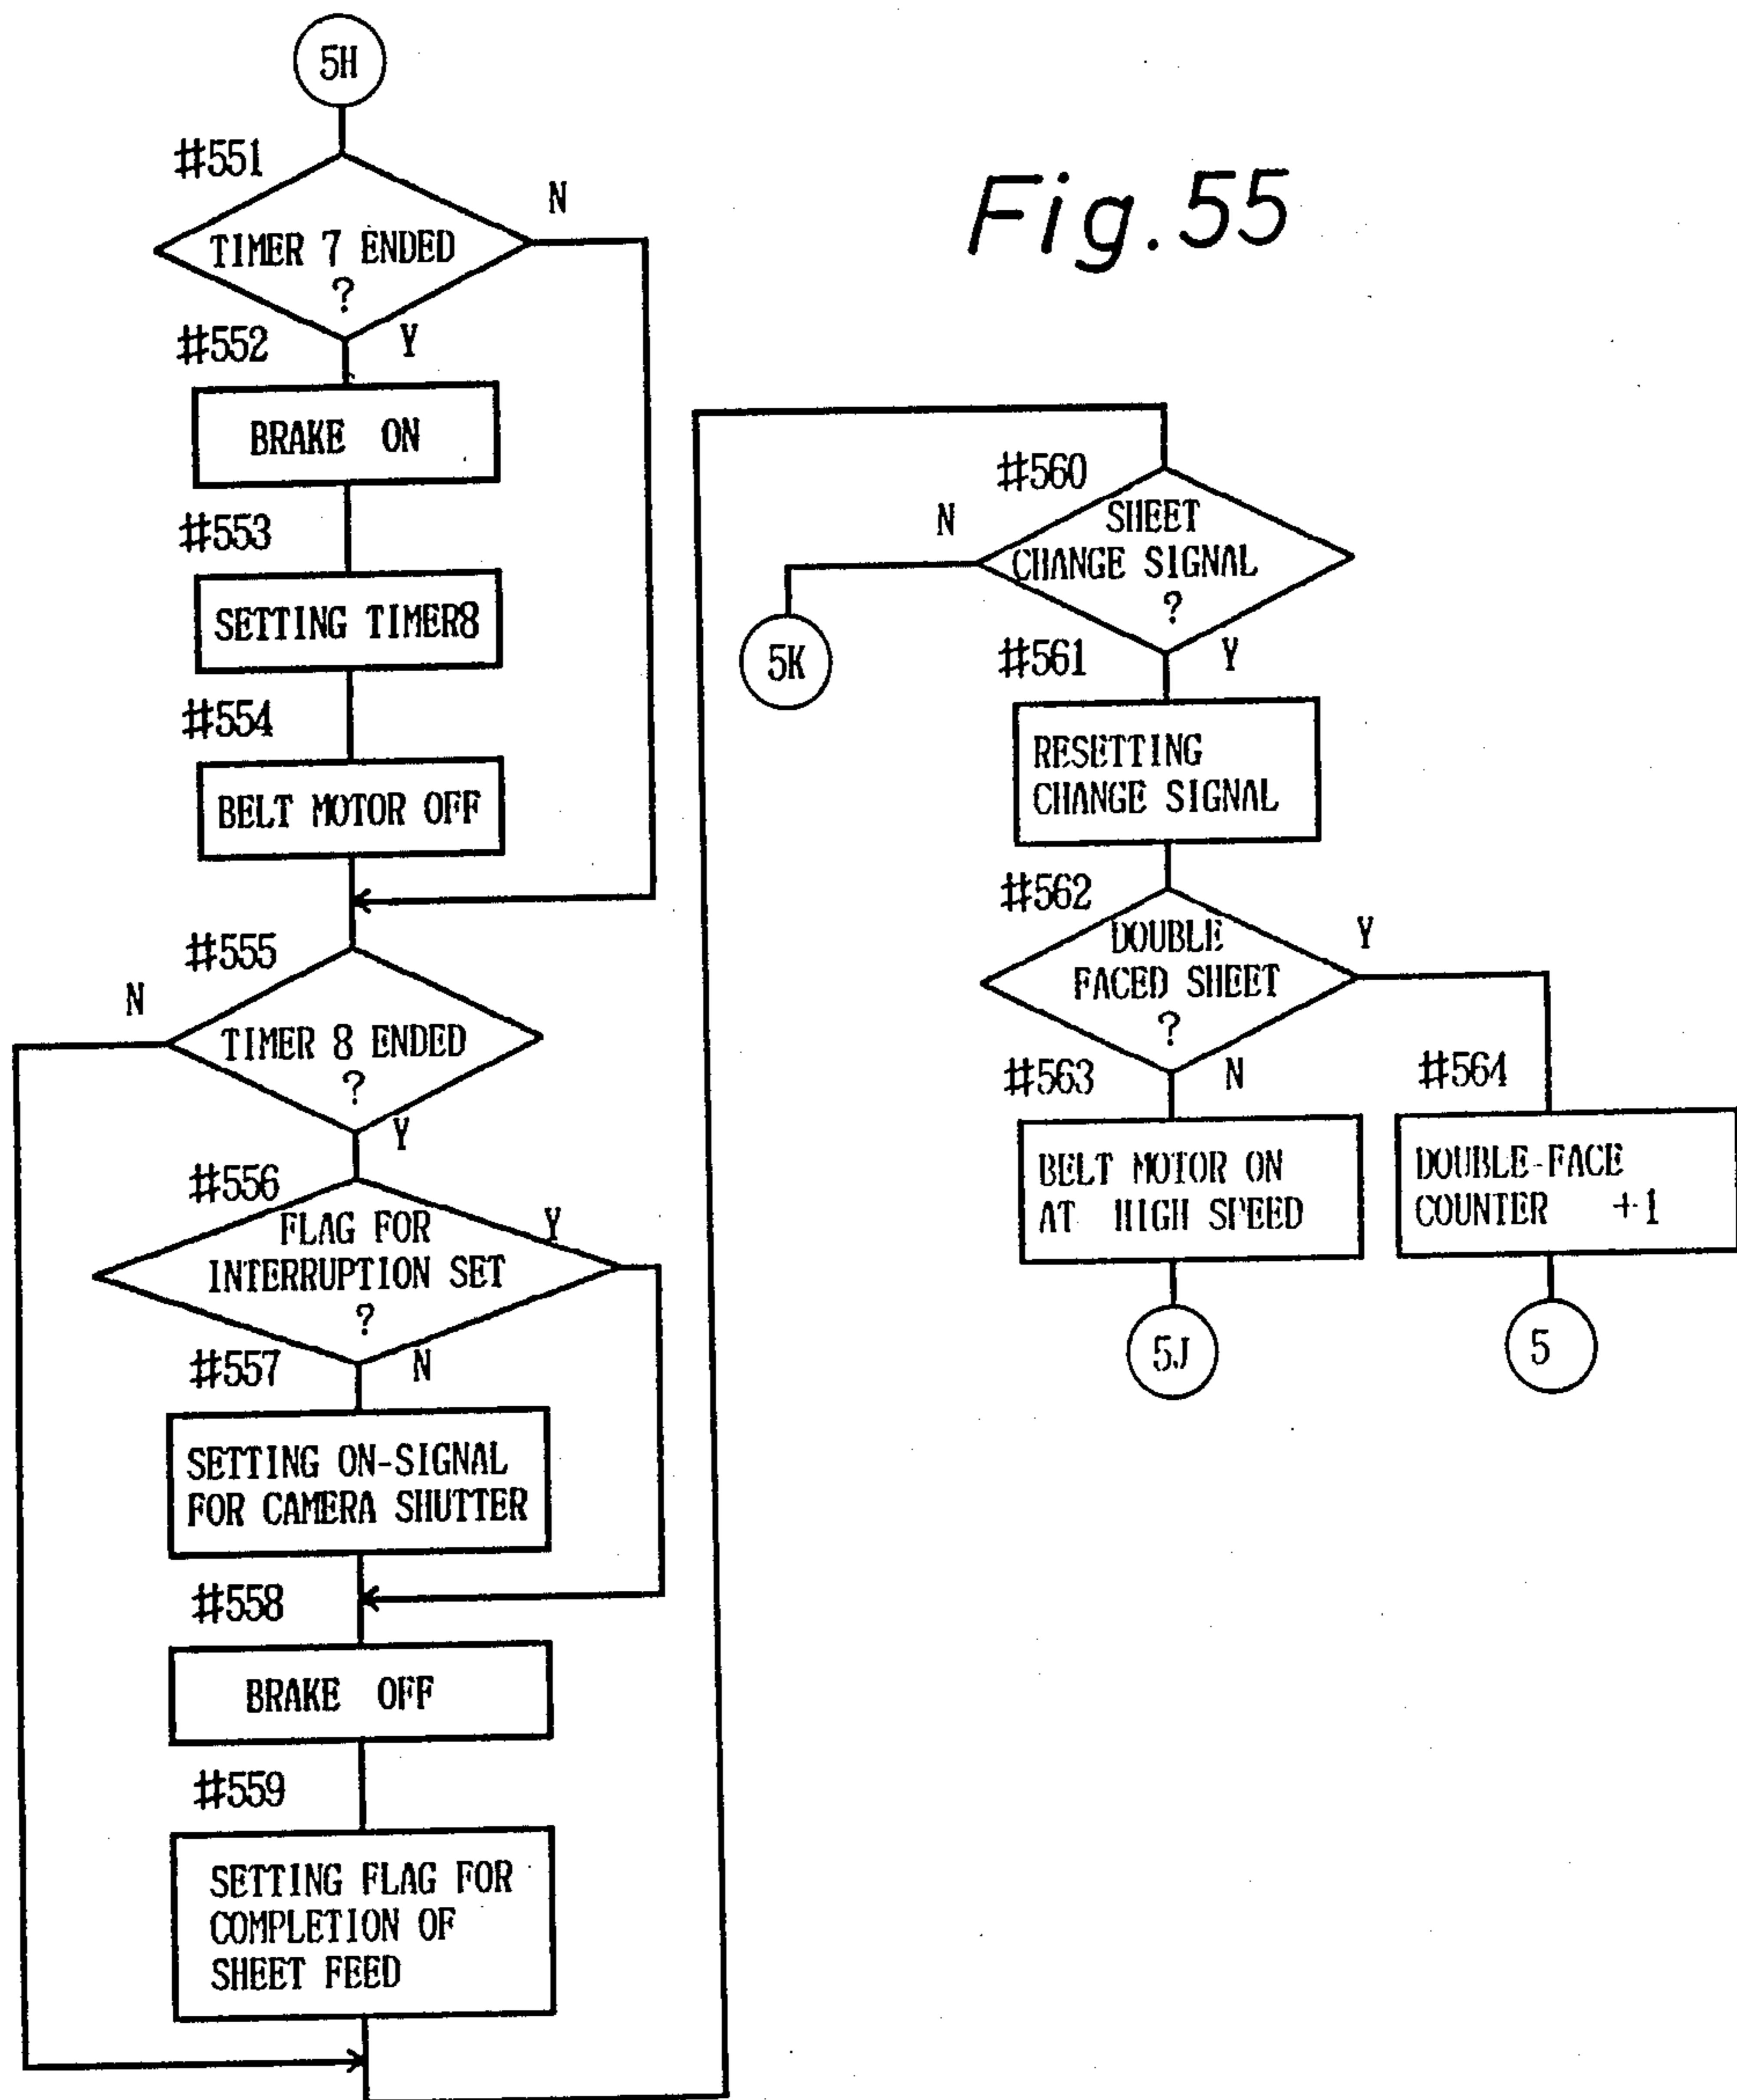 Fig.55
5H
#551
N
TIMER 7 ENDED
?
Y
#552
BRAKE ON
#553
SETTING TIMER8
#554
BELT MOTOR OFF
#555
N
TIMER 8 ENDED
?
Y
#556
FLAG FOR
INTERRUPTION SET
?
Y
#557
N
SETTING ON-SIGNAL
FOR CAMERA SHUTTER
#558
BRAKE OFF
#559
SETTING FLAG FOR
COMPLETION OF
SHEET FEED
#560
N
SHEET
CHANGE SIGNAL
?
5K
#561
Y
RESETTING
CHANGE SIGNAL
#562
DOUBLE
FACED SHEET
?
Y
#563
N
BELT MOTOR ON
AT HIGH SPEED
5J
#564
DOUBLE-FACE
COUNTER +1
5